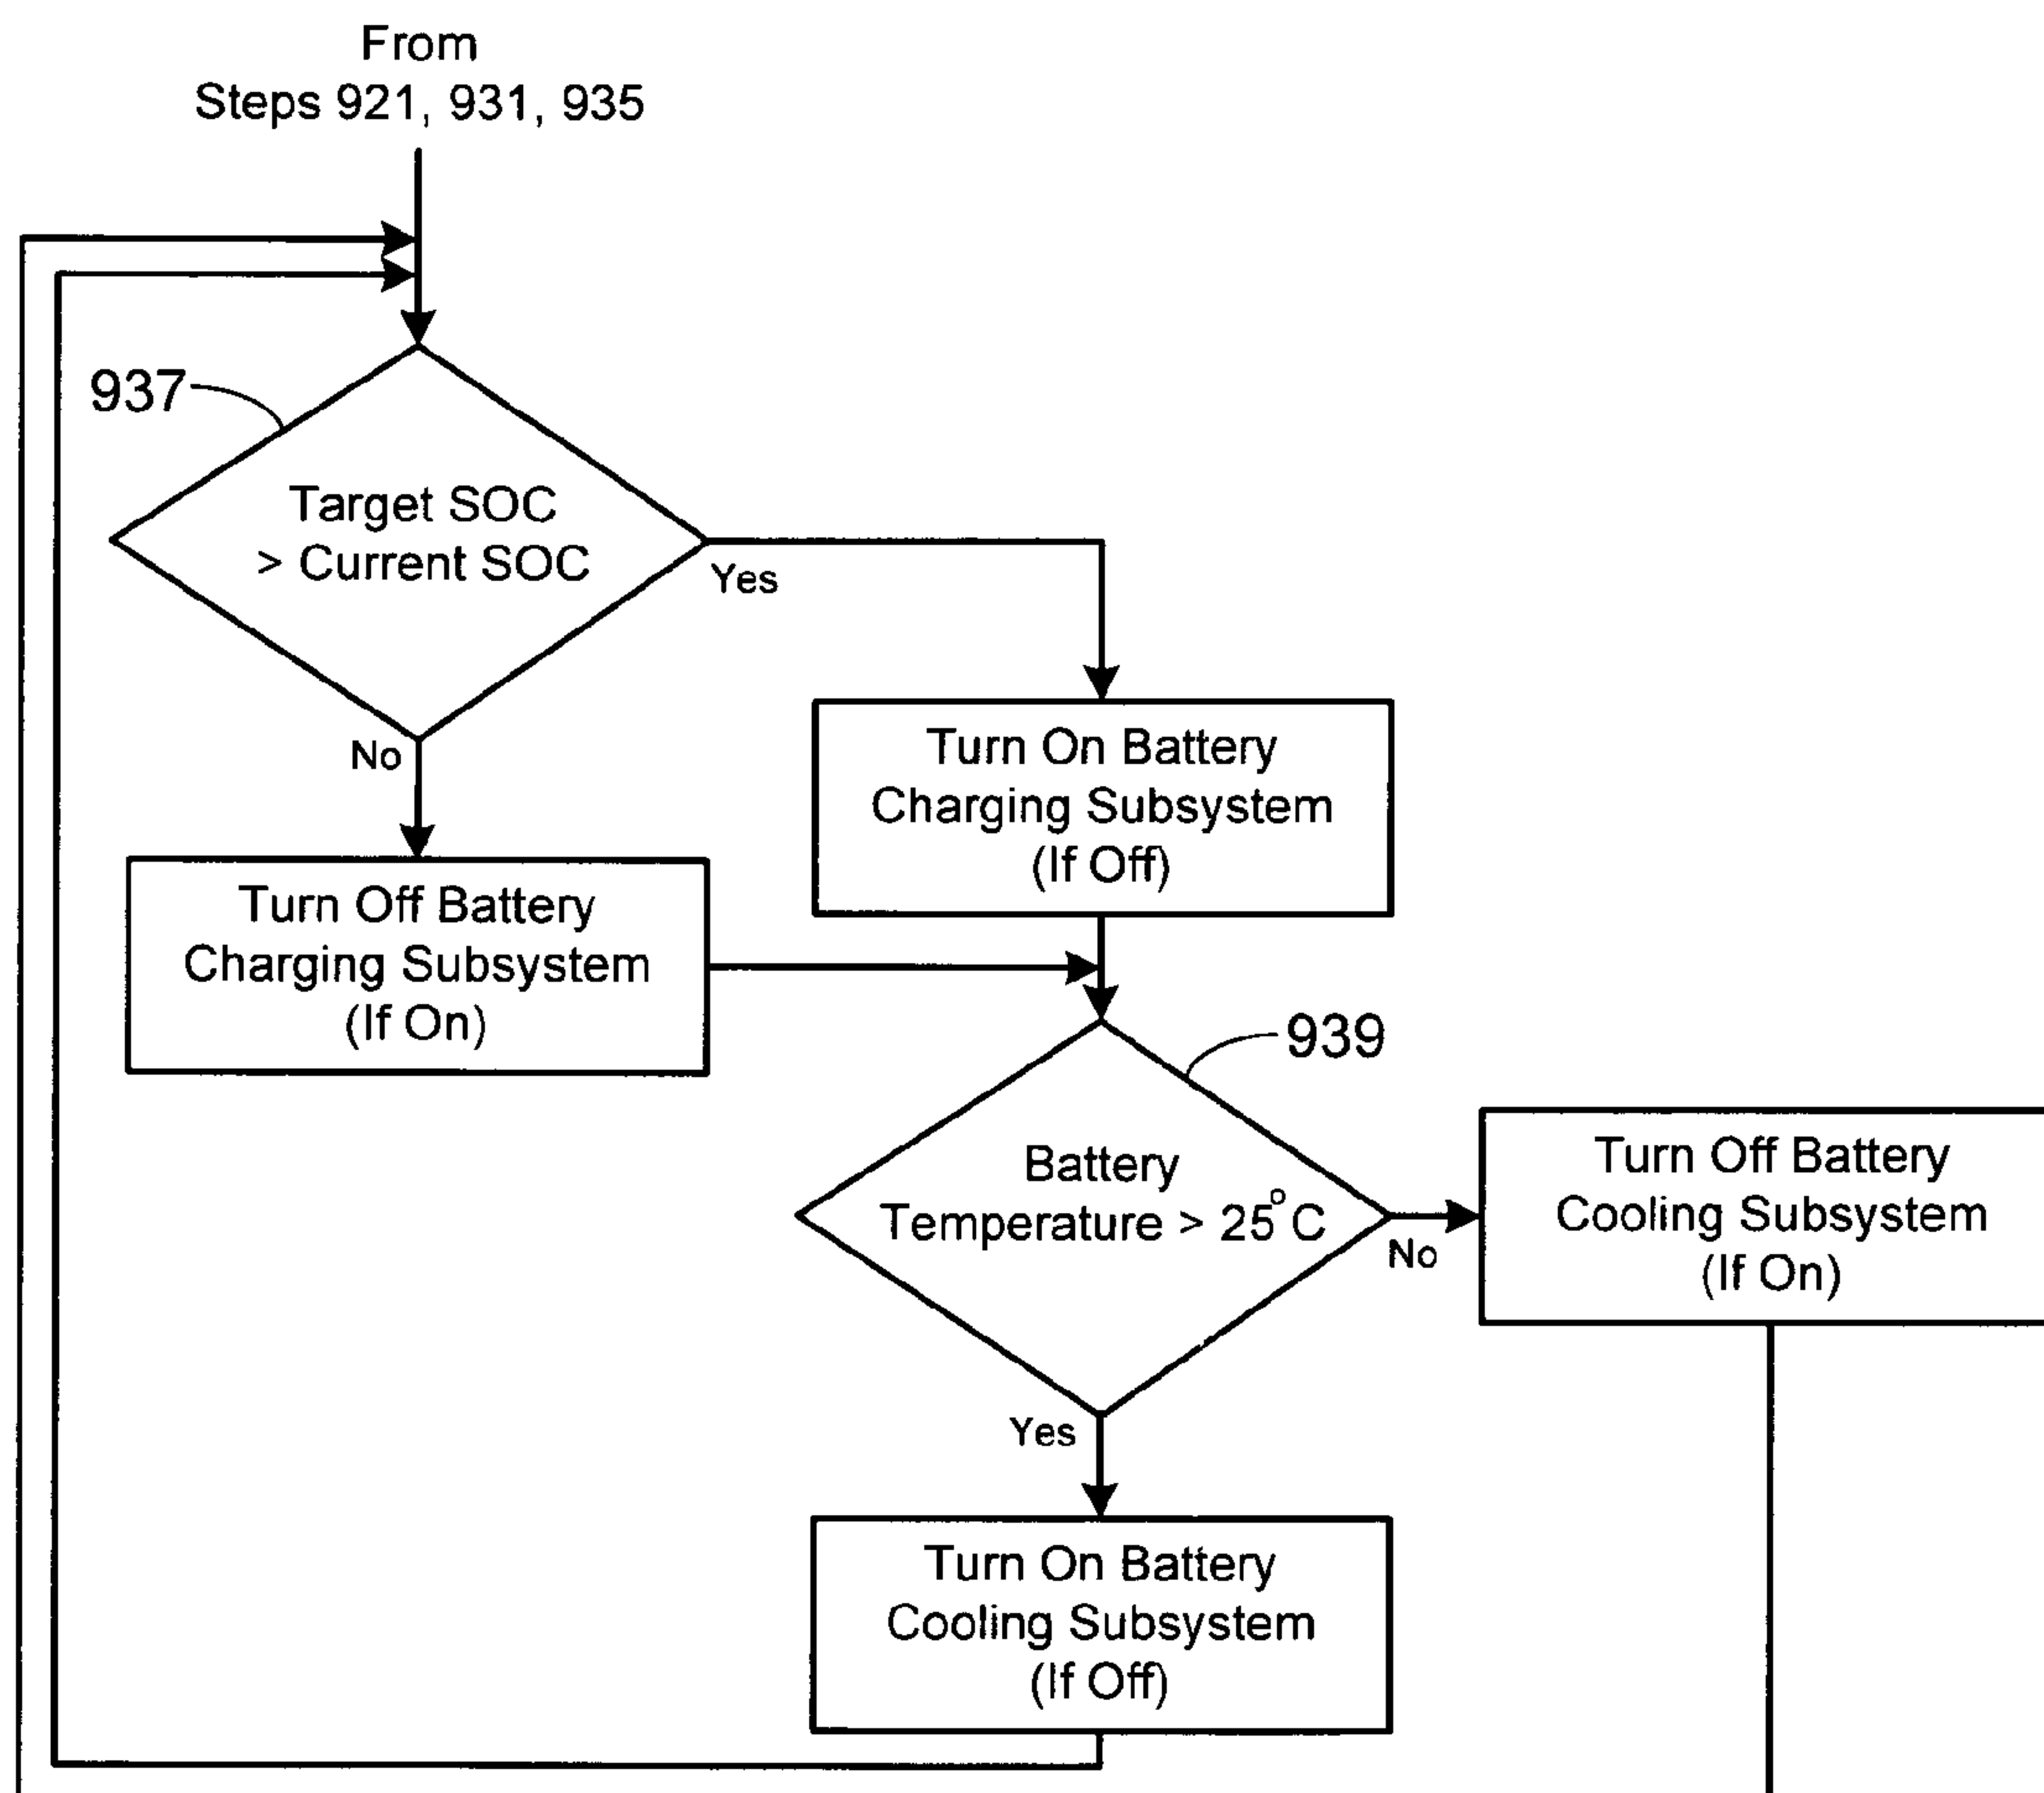 From
Steps 921, 931, 935
937
Target SOC
> Current SOC
Yes
No
Turn On Battery
Charging Subsystem
(If Off)
Turn Off Battery
Charging Subsystem
(If On)
939
Battery
Temperature > 25°C
No
Turn Off Battery
Cooling Subsystem
(If On)
Yes
Turn On Battery
Cooling Subsystem
(If Off)